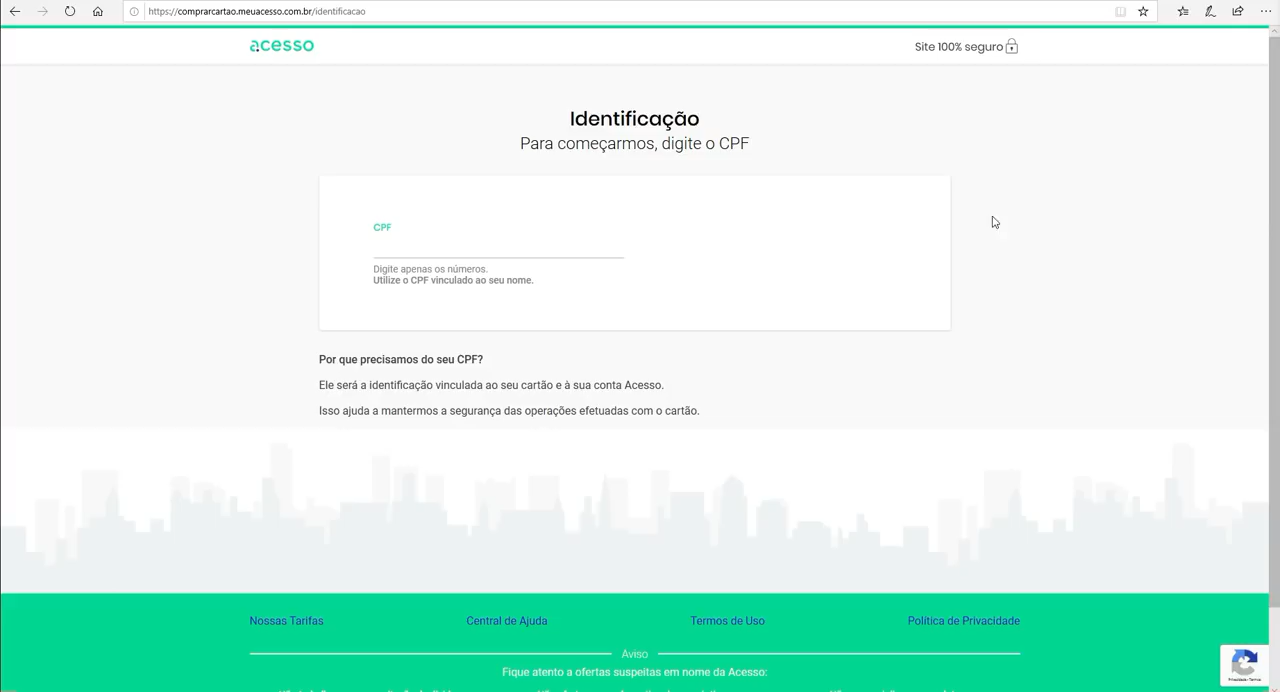 https://comprarcartao.meuacesso.com.br/identificacao
acesso
Site 100% seguro
Identificação
Para começarmos, digite o CPF
CPF
Digite apenas os números.
Utilize o CPF vinculado ao seu nome.
Por que precisamos do seu CPF?
Ele será a identificação vinculada ao seu cartão e à sua conta Acesso.
Isso ajuda a mantermos a segurança das operações efetuadas com o cartão.
Nossas Tarifas Central de Ajuda Termos de Uso Política de Privacidade
Aviso
Fique atento a ofertas suspeitas em nome da Acesso:
Privacidade - Termos